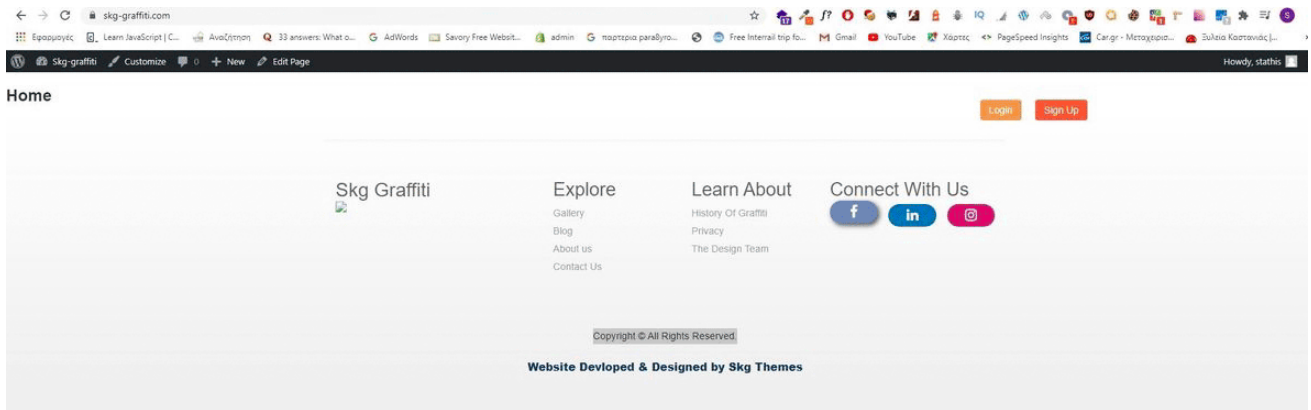 skg-graffiti.com
Εφαρμογές Learn JavaScript | C... Αναζήτηση 33 answers: What o... AdWords Savory Free Websit... admin Free Interrail trip fo... Gmail YouTube Χάρτες PageSpeed Insights Car.gr - Μεταχειρισ... Ξυλεία Καστανιάς |...
Skg-graffiti Customize 0 + New Edit Page Howdy, stathis
Home
Login Sign Up
Skg Graffiti Explore Learn About Connect With Us
Gallery History Of Graffiti
Blog Privacy
About us The Design Team
Contact Us
Copyright © All Rights Reserved.
Website Devloped & Designed by Skg Themes